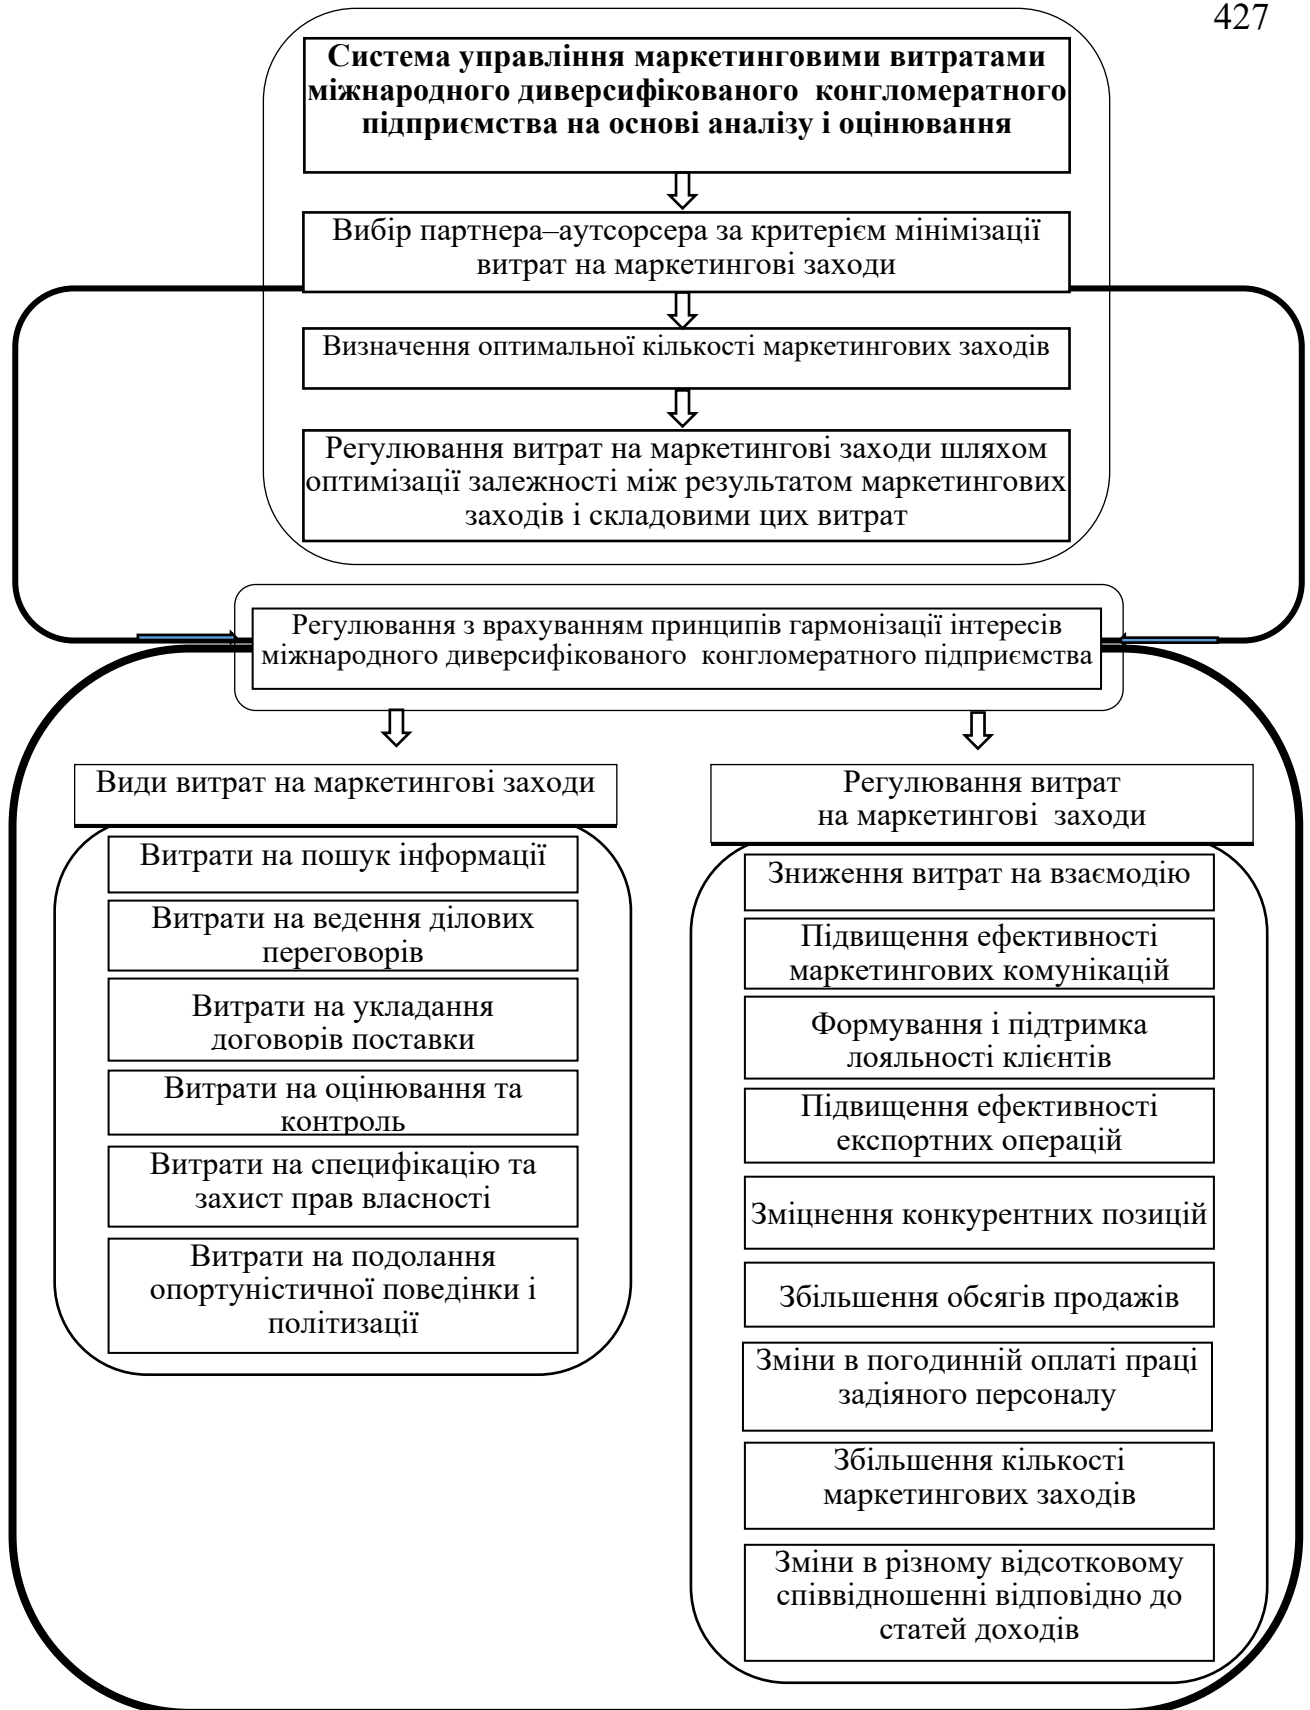 427
Система управління маркетинговими витратами
міжнародного диверсифікованого конгломератного
підприємства на основі аналізу і оцінювання
Вибір партнера–аутсорсера за критерієм мінімізації
витрат на маркетингові заходи
Визначення оптимальної кількості маркетингових заходів
Регулювання витрат на маркетингові заходи шляхом
оптимізації залежності між результатом маркетингових
заходів і складовими цих витрат
Регулювання з врахуванням принципів гармонізації інтересів
міжнародного диверсифікованого конгломератного підприємства
Види витрат на маркетингові заходи
Витрати на пошук інформації
Витрати на ведення ділових
переговорів
Витрати на укладання
договорів поставки
Витрати на оцінювання та
контроль
Витрати на специфікацію та
захист прав власності
Витрати на подолання
опортуністичної поведінки і
політизації
Регулювання витрат
на маркетингові заходи
Зниження витрат на взаємодію
Підвищення ефективності
маркетингових комунікацій
Формування і підтримка
лояльності клієнтів
Підвищення ефективності
експортних операцій
Зміцнення конкурентних позицій
Збільшення обсягів продажів
Зміни в погодинній оплаті праці
задіяного персоналу
Збільшення кількості
маркетингових заходів
Зміни в різному відсотковому
співвідношенні відповідно до
статей доходів